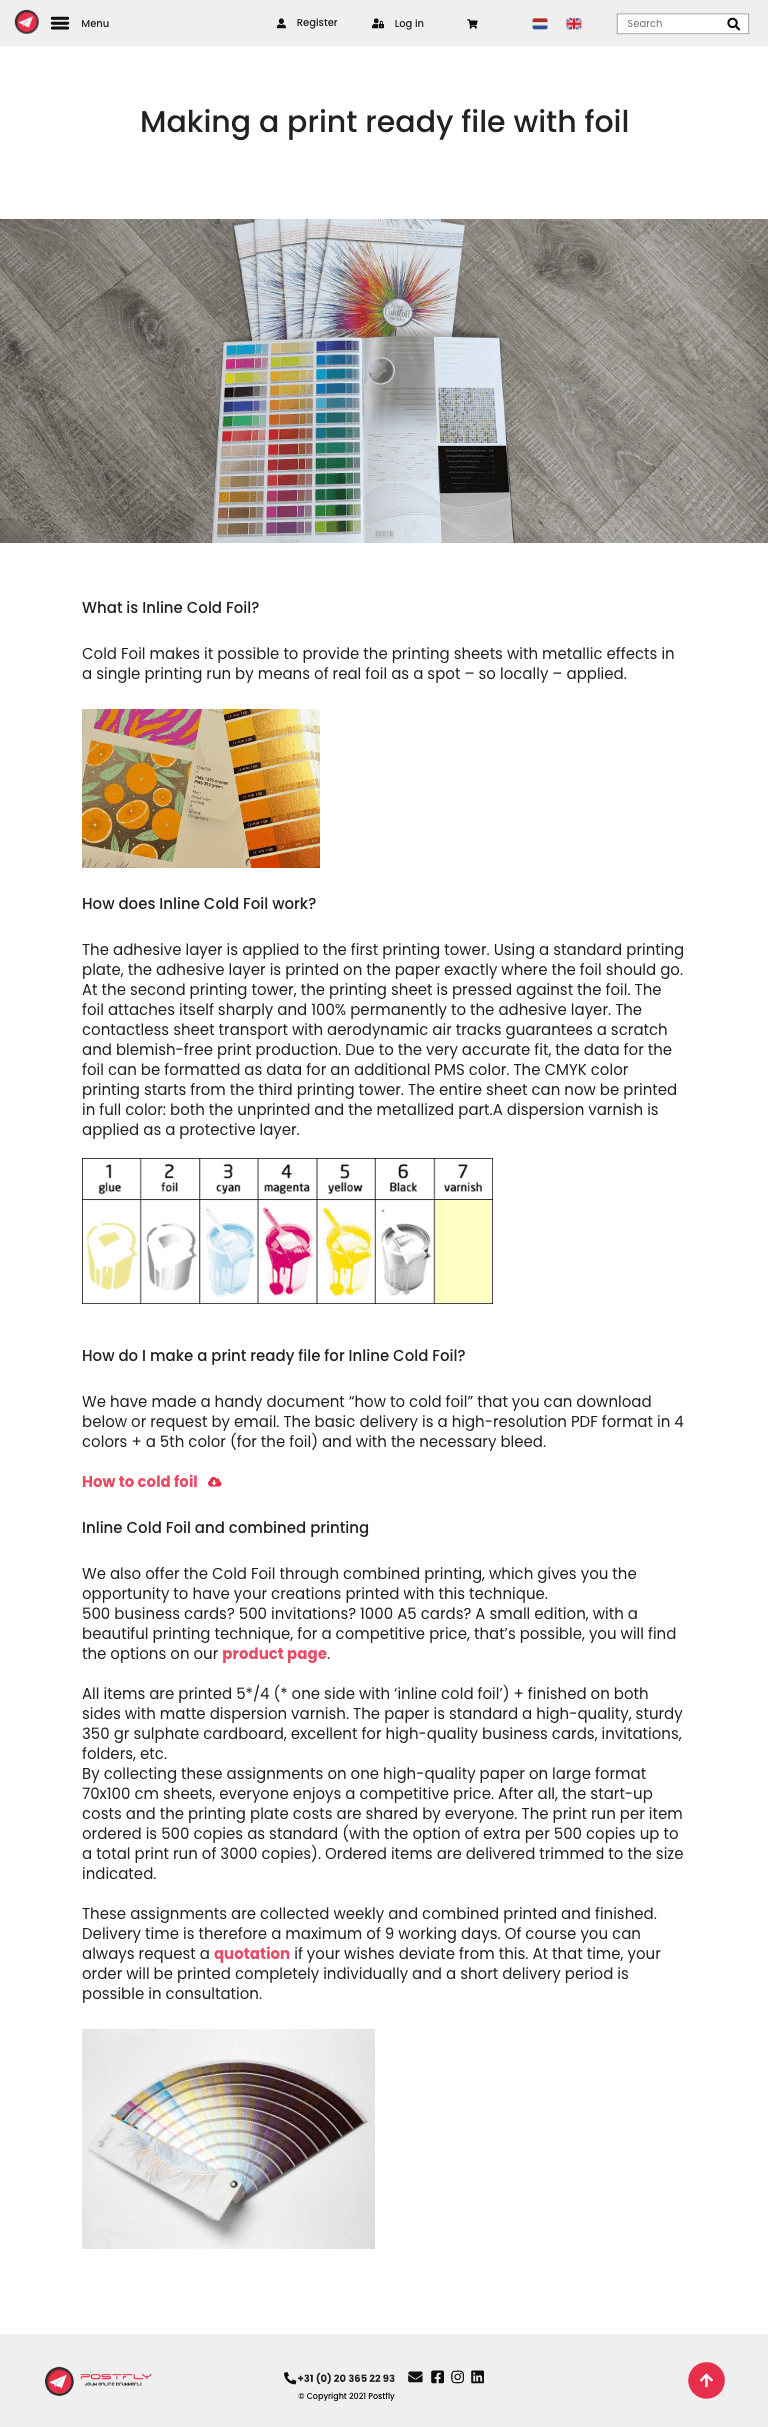 Menu
Register
Log in
Search
Making a print ready file with foil
What is Inline Cold Foil?
Cold Foil makes it possible to provide the printing sheets with metallic effects in
a single printing run by means of real foil as a spot – so locally – applied.
How does Inline Cold Foil work?
The adhesive layer is applied to the first printing tower. Using a standard printing
plate, the adhesive layer is printed on the paper exactly where the foil should go.
At the second printing tower, the printing sheet is pressed against the foil. The
foil attaches itself sharply and 100% permanently to the adhesive layer. The
contactless sheet transport with aerodynamic air tracks guarantees a scratch
and blemish-free print production. Due to the very accurate fit, the data for the
foil can be formatted as data for an additional PMS color. The CMYK color
printing starts from the third printing tower. The entire sheet can now be printed
in full color: both the unprinted and the metallized part.A dispersion varnish is
applied as a protective layer.
1 2 3 4 5 6 7
glue foil cyan magenta yellow Black varnish
How do I make a print ready file for Inline Cold Foil?
We have made a handy document “how to cold foil” that you can download
below or request by email. The basic delivery is a high-resolution PDF format in 4
colors + a 5th color (for the foil) and with the necessary bleed.
How to cold foil
Inline Cold Foil and combined printing
We also offer the Cold Foil through combined printing, which gives you the
opportunity to have your creations printed with this technique.
500 business cards? 500 invitations? 1000 A5 cards? A small edition, with a
beautiful printing technique, for a competitive price, that’s possible, you will find
the options on our product page.
All items are printed 5*/4 (* one side with ‘inline cold foil’) + finished on both
sides with matte dispersion varnish. The paper is standard a high-quality, sturdy
350 gr sulphate cardboard, excellent for high-quality business cards, invitations,
folders, etc.
By collecting these assignments on one high-quality paper on large format
70x100 cm sheets, everyone enjoys a competitive price. After all, the start-up
costs and the printing plate costs are shared by everyone. The print run per item
ordered is 500 copies as standard (with the option of extra per 500 copies up to
a total print run of 3000 copies). Ordered items are delivered trimmed to the size
indicated.
These assignments are collected weekly and combined printed and finished.
Delivery time is therefore a maximum of 9 working days. Of course you can
always request a quotation if your wishes deviate from this. At that time, your
order will be printed completely individually and a short delivery period is
possible in consultation.
POSTFLY
JOUW ONLINE DRUKKERIJ
+31 (0) 20 365 22 93
© Copyright 2021 Postfly